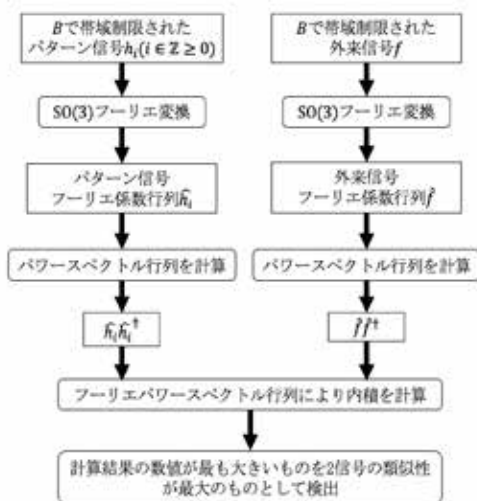 Bで帯域制限された
パターン信号h_i(i ∈ ℤ ≥ 0)
SO(3)フーリエ変換
パターン信号
フーリエ係数行列ĥ_i
パワースペクトル行列を計算
ĥ_iĥ_i†
Bで帯域制限された
外来信号f
SO(3)フーリエ変換
外来信号
フーリエ係数行列f̂
パワースペクトル行列を計算
f̂f̂†
フーリエパワースペクトル行列により内積を計算
計算結果の数値が最も大きいものを2信号の類似性
が最大のものとして検出